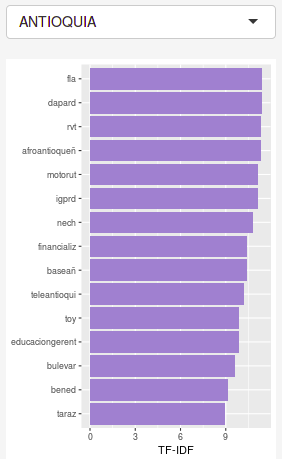 ANTIOQUIA
fla
dapard
rvt
afroantioqueñ
motorut
igprd
nech
financializ
baseañ
teleantioqui
toy
educaciongerent
bulevar
bened
taraz
0 3 6 9
TF-IDF